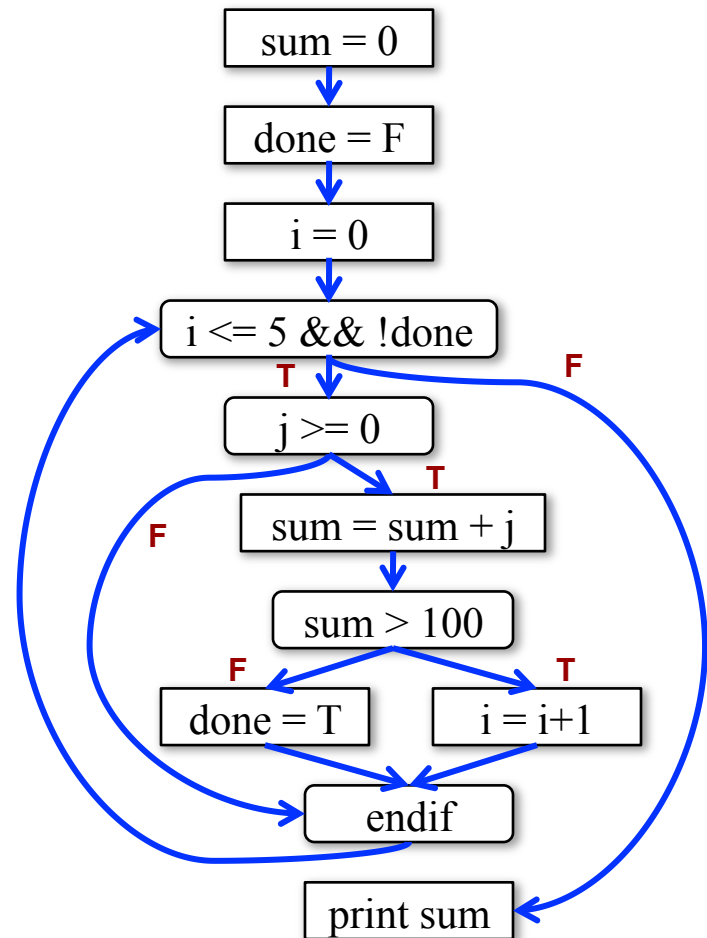 sum = 0
done = F
i = 0
i <= 5 && !done
T
F
j >= 0
T
F
sum = sum + j
sum > 100
F
T
done = T
i = i+1
endif
print sum